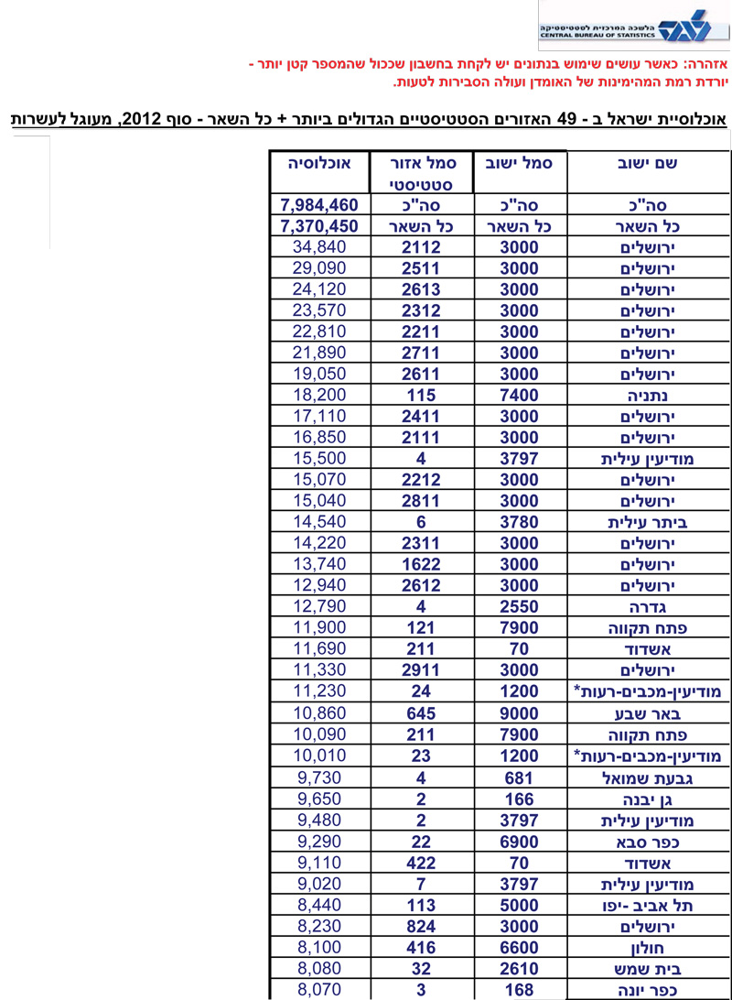 הלשכה המרכזית לסטטיסטיקה
CENTRAL BUREAU OF STATISTICS
אזהרה: כאשר עושים שימוש בנתונים יש לקחת בחשבון שככול שהמספר קטן יותר -
יורדת רמת המהימינות של האומדן ועולה הסבירות לטעות.
אוכלוסיית ישראל ב - 49 האזורים הסטטיסטיים הגדולים ביותר + כל השאר - סוף 2012, מעוגל לעשרות
שם ישוב סמל ישוב סמל אזור סטטיסטי אוכלוסיה
סה"כ סה"כ סה"כ 7,984,460
כל השאר כל השאר כל השאר 7,370,450
ירושלים 3000 2112 34,840
ירושלים 3000 2511 29,090
ירושלים 3000 2613 24,120
ירושלים 3000 2312 23,570
ירושלים 3000 2211 22,810
ירושלים 3000 2711 21,890
ירושלים 3000 2611 19,050
נתניה 7400 115 18,200
ירושלים 3000 2411 17,110
ירושלים 3000 2111 16,850
מודיעין עילית 3797 4 15,500
ירושלים 3000 2212 15,070
ירושלים 3000 2811 15,040
ביתר עילית 3780 6 14,540
ירושלים 3000 2311 14,220
ירושלים 3000 1622 13,740
ירושלים 3000 2612 12,940
גדרה 2550 4 12,790
פתח תקווה 7900 121 11,900
אשדוד 70 211 11,690
ירושלים 3000 2911 11,330
מודיעין-מכבים-רעות* 1200 24 11,230
באר שבע 9000 645 10,860
פתח תקווה 7900 211 10,090
מודיעין-מכבים-רעות* 1200 23 10,010
גבעת שמואל 681 4 9,730
גן יבנה 166 2 9,650
מודיעין עילית 3797 2 9,480
כפר סבא 6900 22 9,290
אשדוד 70 422 9,110
מודיעין עילית 3797 7 9,020
תל אביב -יפו 5000 113 8,440
ירושלים 3000 824 8,230
חולון 6600 416 8,100
בית שמש 2610 32 8,080
כפר יונה 168 3 8,070